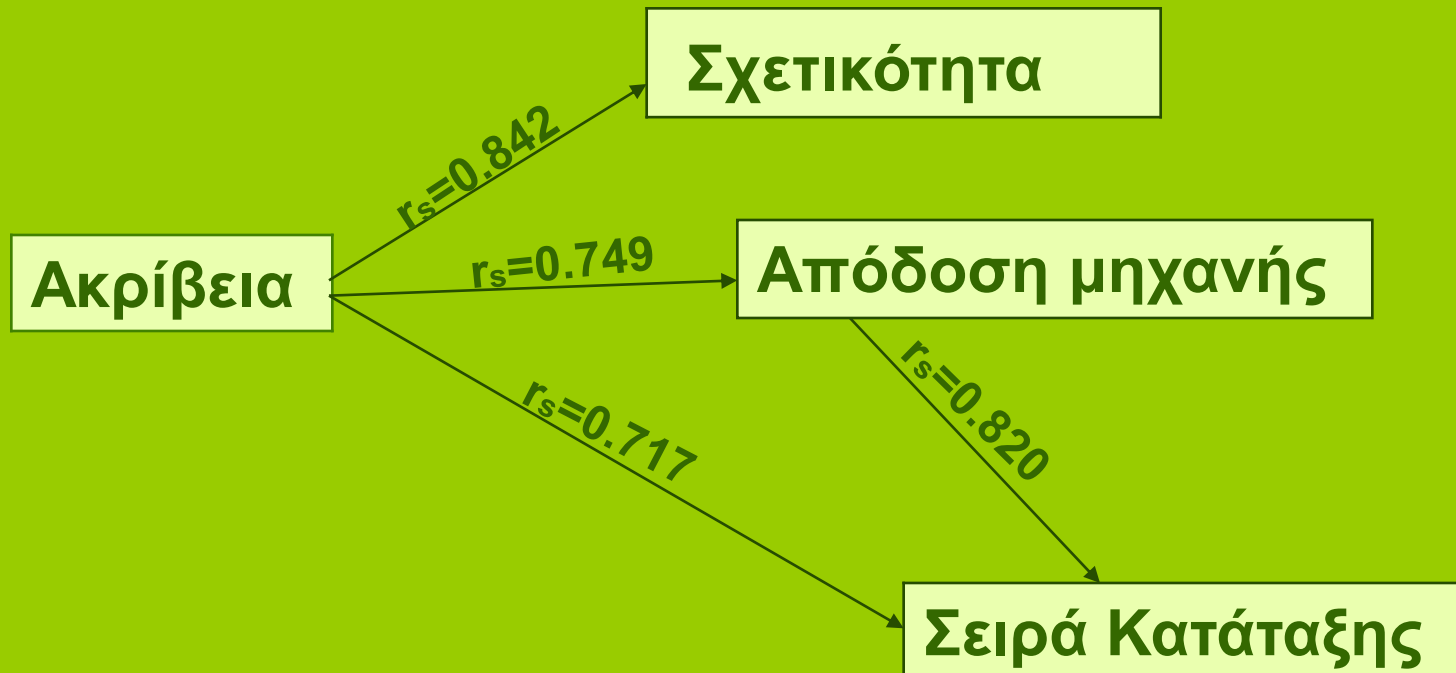 Σχετικότητα
rs=0.842
Ακρίβεια
rs=0.749
Απόδοση μηχανής
rs=0.820
rs=0.717
Σειρά Κατάταξης